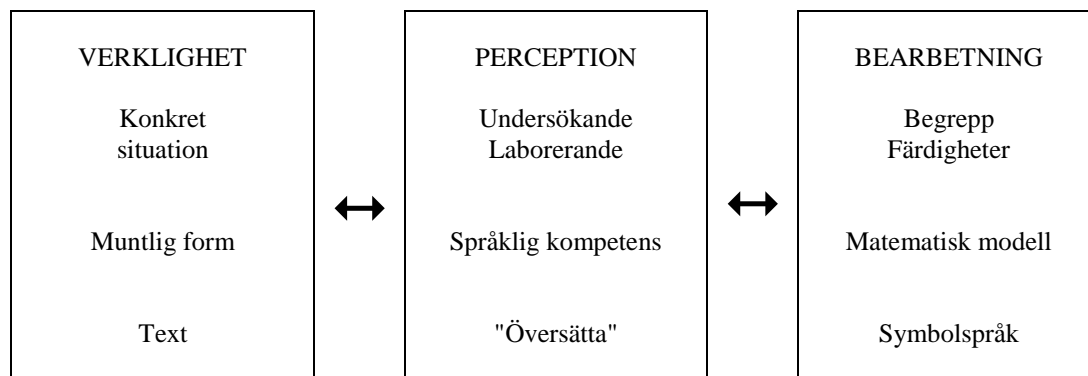 VERKLIGHET
Konkret
situation
Muntlig form
Text
PERCEPTION
Undersökande
Laborerande
Språklig kompetens
"Översätta"
BEARBETNING
Begrepp
Färdigheter
Matematisk modell
Symbolspråk